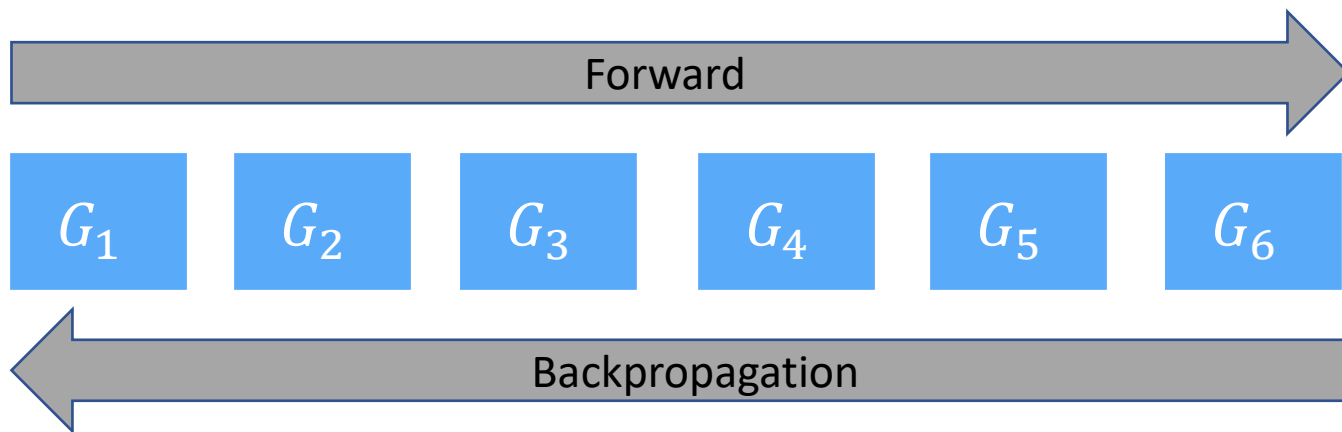 Forward
G₁ G₂ G₃ G₄ G₅ G₆
Backpropagation